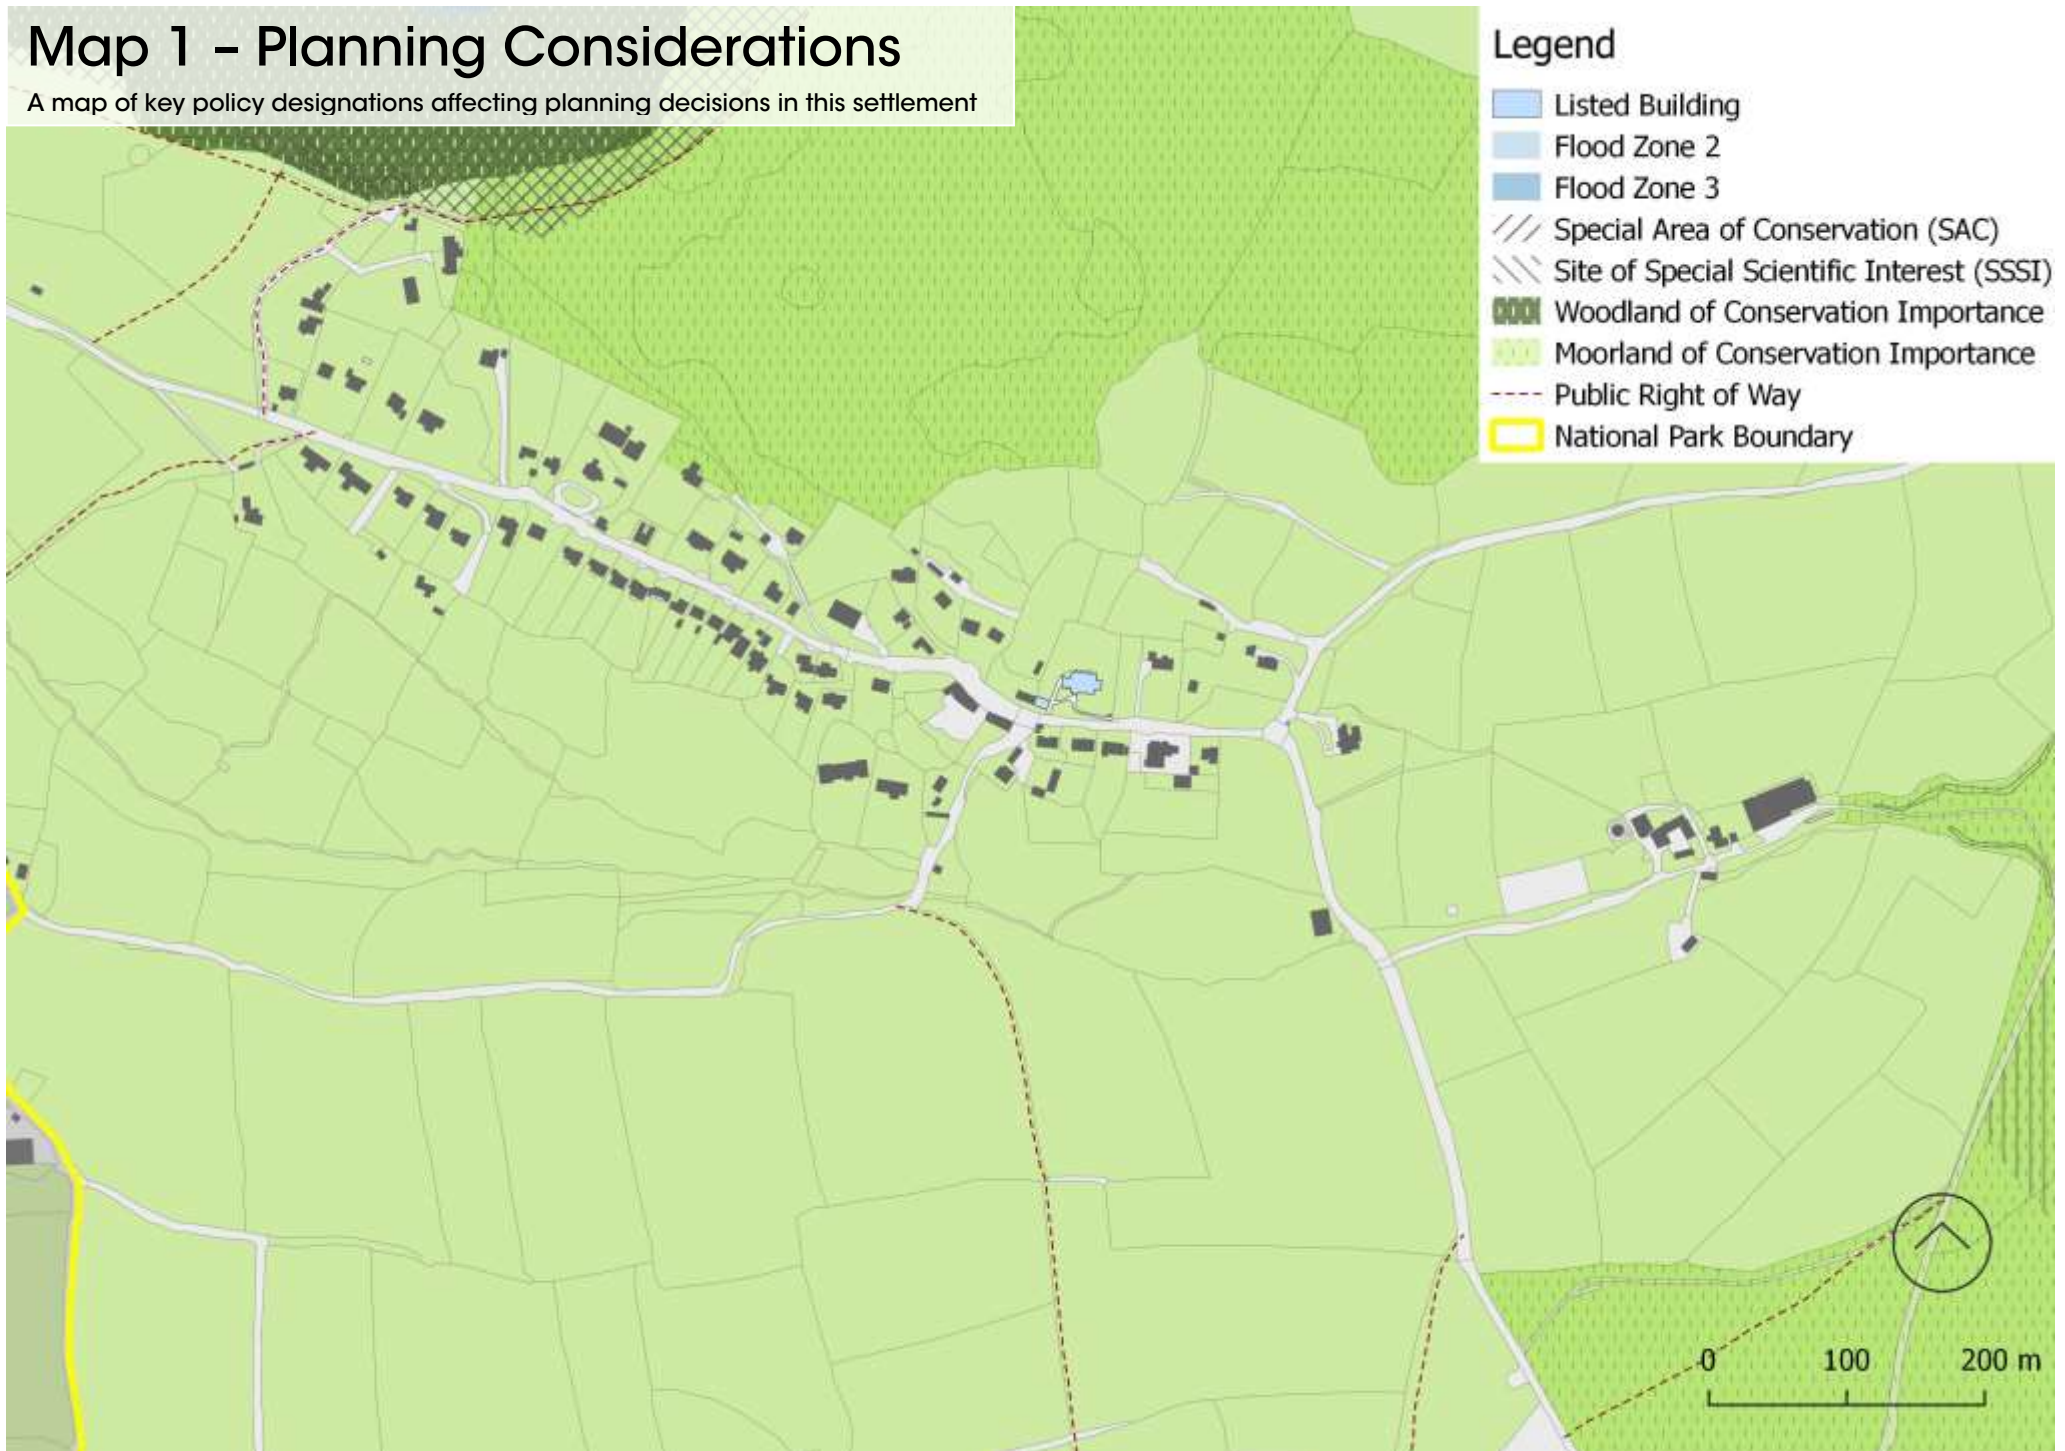 Map 1 – Planning Considerations
A map of key policy designations affecting planning decisions in this settlement
Legend
Listed Building
Flood Zone 2
Flood Zone 3
Special Area of Conservation (SAC)
Site of Special Scientific Interest (SSSI)
Woodland of Conservation Importance
Moorland of Conservation Importance
Public Right of Way
National Park Boundary
0 100 200 m